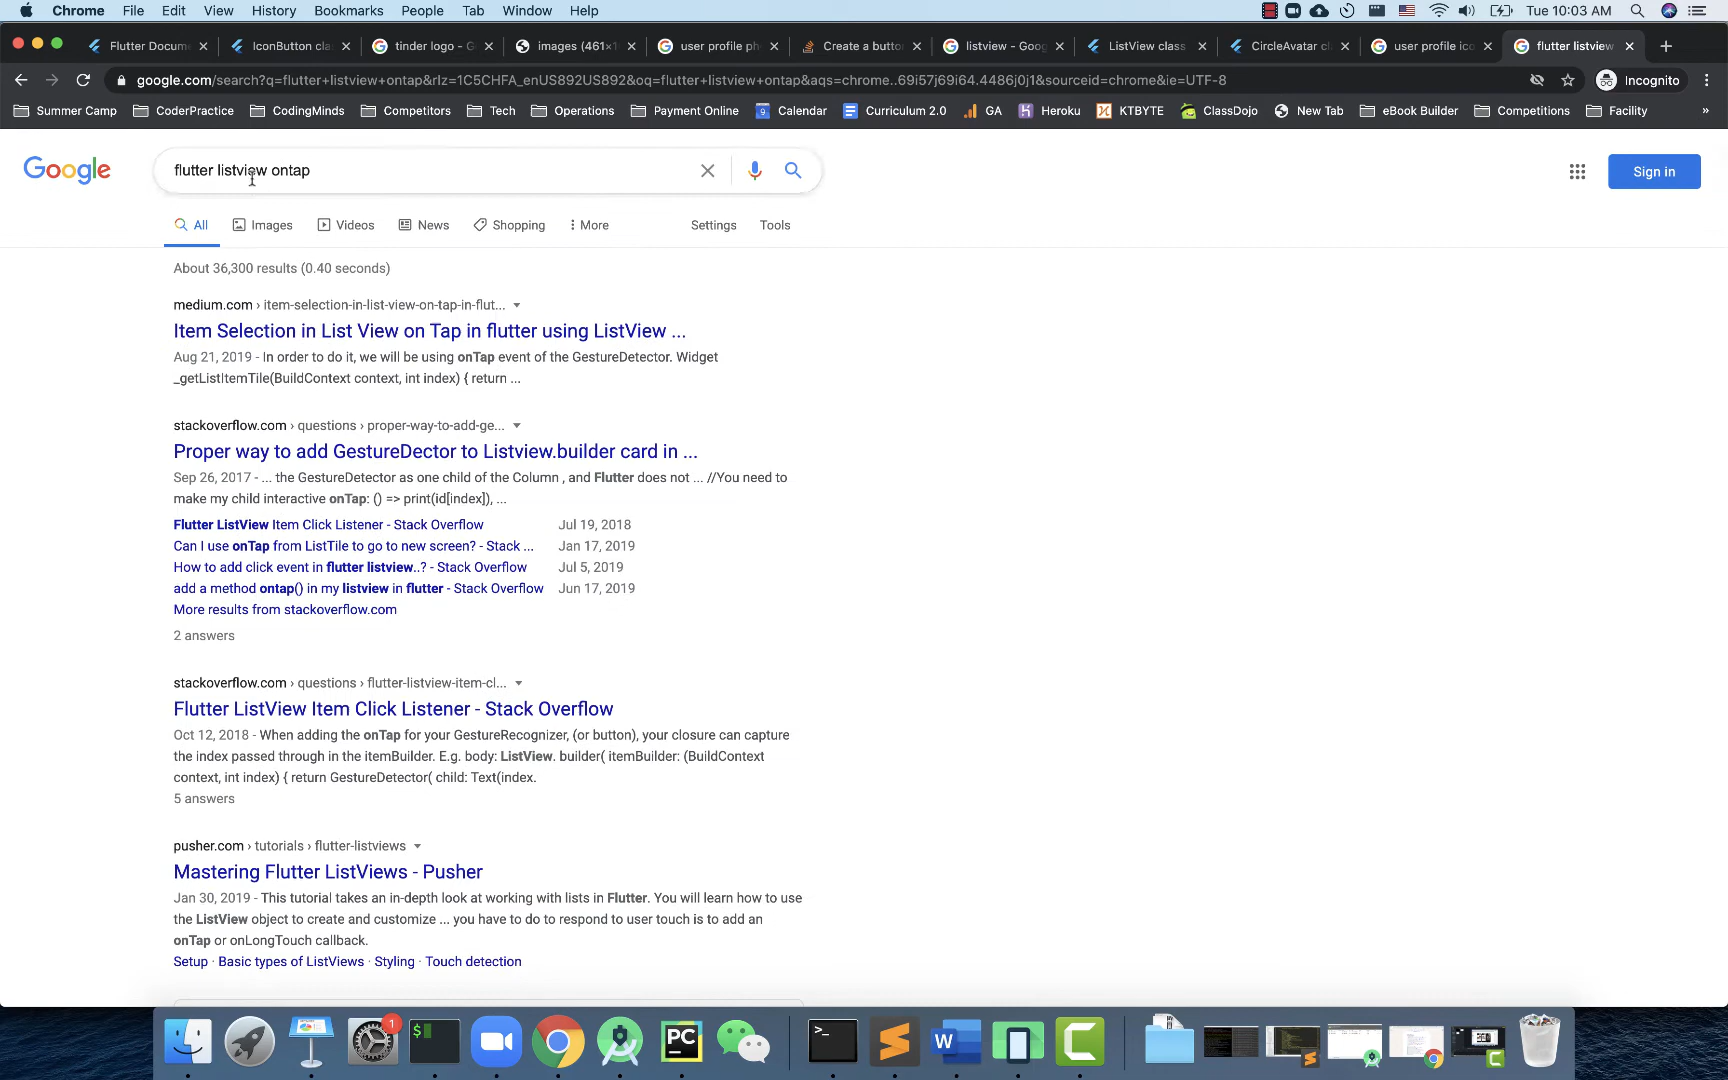 Chrome File Edit View History Bookmarks People Tab Window Help Tue 10:03 AM
Flutter Docume IconButton cla tinder logo - G images (461×1 user profile ph Create a butto listview - Goog ListView class CircleAvatar cl user profile ico flutter listview
google.com/search?q=flutter+listview+ontap&rlz=1C5CHFA_enUS892US892&oq=flutter+listview+ontap&aqs=chrome..69i57j69i64.4486j0j1&sourceid=chrome&ie=UTF-8 Incognito
Summer Camp CoderPractice CodingMinds Competitors Tech Operations Payment Online Calendar Curriculum 2.0 GA Heroku KTBYTE ClassDojo New Tab eBook Builder Competitions Facility »
Google flutter listview ontap Sign in
All Images Videos News Shopping More Settings Tools
About 36,300 results (0.40 seconds)
medium.com › item-selection-in-list-view-on-tap-in-flut...
Item Selection in List View on Tap in flutter using ListView ...
Aug 21, 2019 - In order to do it, we will be using onTap event of the GestureDetector. Widget
_getListItemTile(BuildContext context, int index) { return ...
stackoverflow.com › questions › proper-way-to-add-ge...
Proper way to add GestureDector to Listview.builder card in ...
Sep 26, 2017 - ... the GestureDetector as one child of the Column , and Flutter does not ... //You need to
make my child interactive onTap: () => print(id[index]), ...
Flutter ListView Item Click Listener - Stack Overflow Jul 19, 2018
Can I use onTap from ListTile to go to new screen? - Stack ... Jan 17, 2019
How to add click event in flutter listview..? - Stack Overflow Jul 5, 2019
add a method ontap() in my listview in flutter - Stack Overflow Jun 17, 2019
More results from stackoverflow.com
2 answers
stackoverflow.com › questions › flutter-listview-item-cl...
Flutter ListView Item Click Listener - Stack Overflow
Oct 12, 2018 - When adding the onTap for your GestureRecognizer, (or button), your closure can capture
the index passed through in the itemBuilder. E.g. body: ListView. builder( itemBuilder: (BuildContext
context, int index) { return GestureDetector( child: Text(index.
5 answers
pusher.com › tutorials › flutter-listviews
Mastering Flutter ListViews - Pusher
Jan 30, 2019 - This tutorial takes an in-depth look at working with lists in Flutter. You will learn how to use
the ListView object to create and customize ... you have to do to respond to user touch is to add an
onTap or onLongTouch callback.
Setup · Basic types of ListViews · Styling · Touch detection
1 $ PC >_ W C